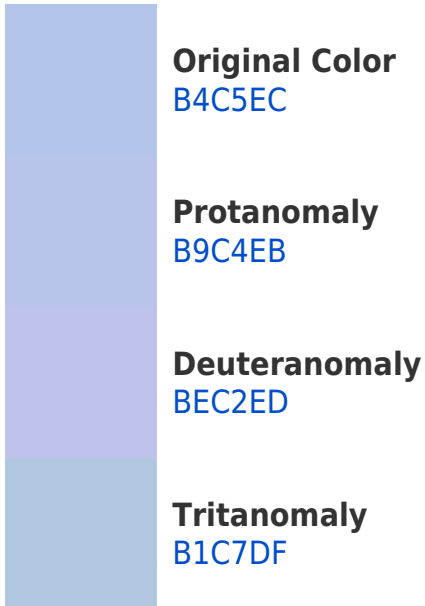 Original Color
B4C5EC
Protanomaly
B9C4EB
Deuteranomaly
BEC2ED
Tritanomaly
B1C7DF